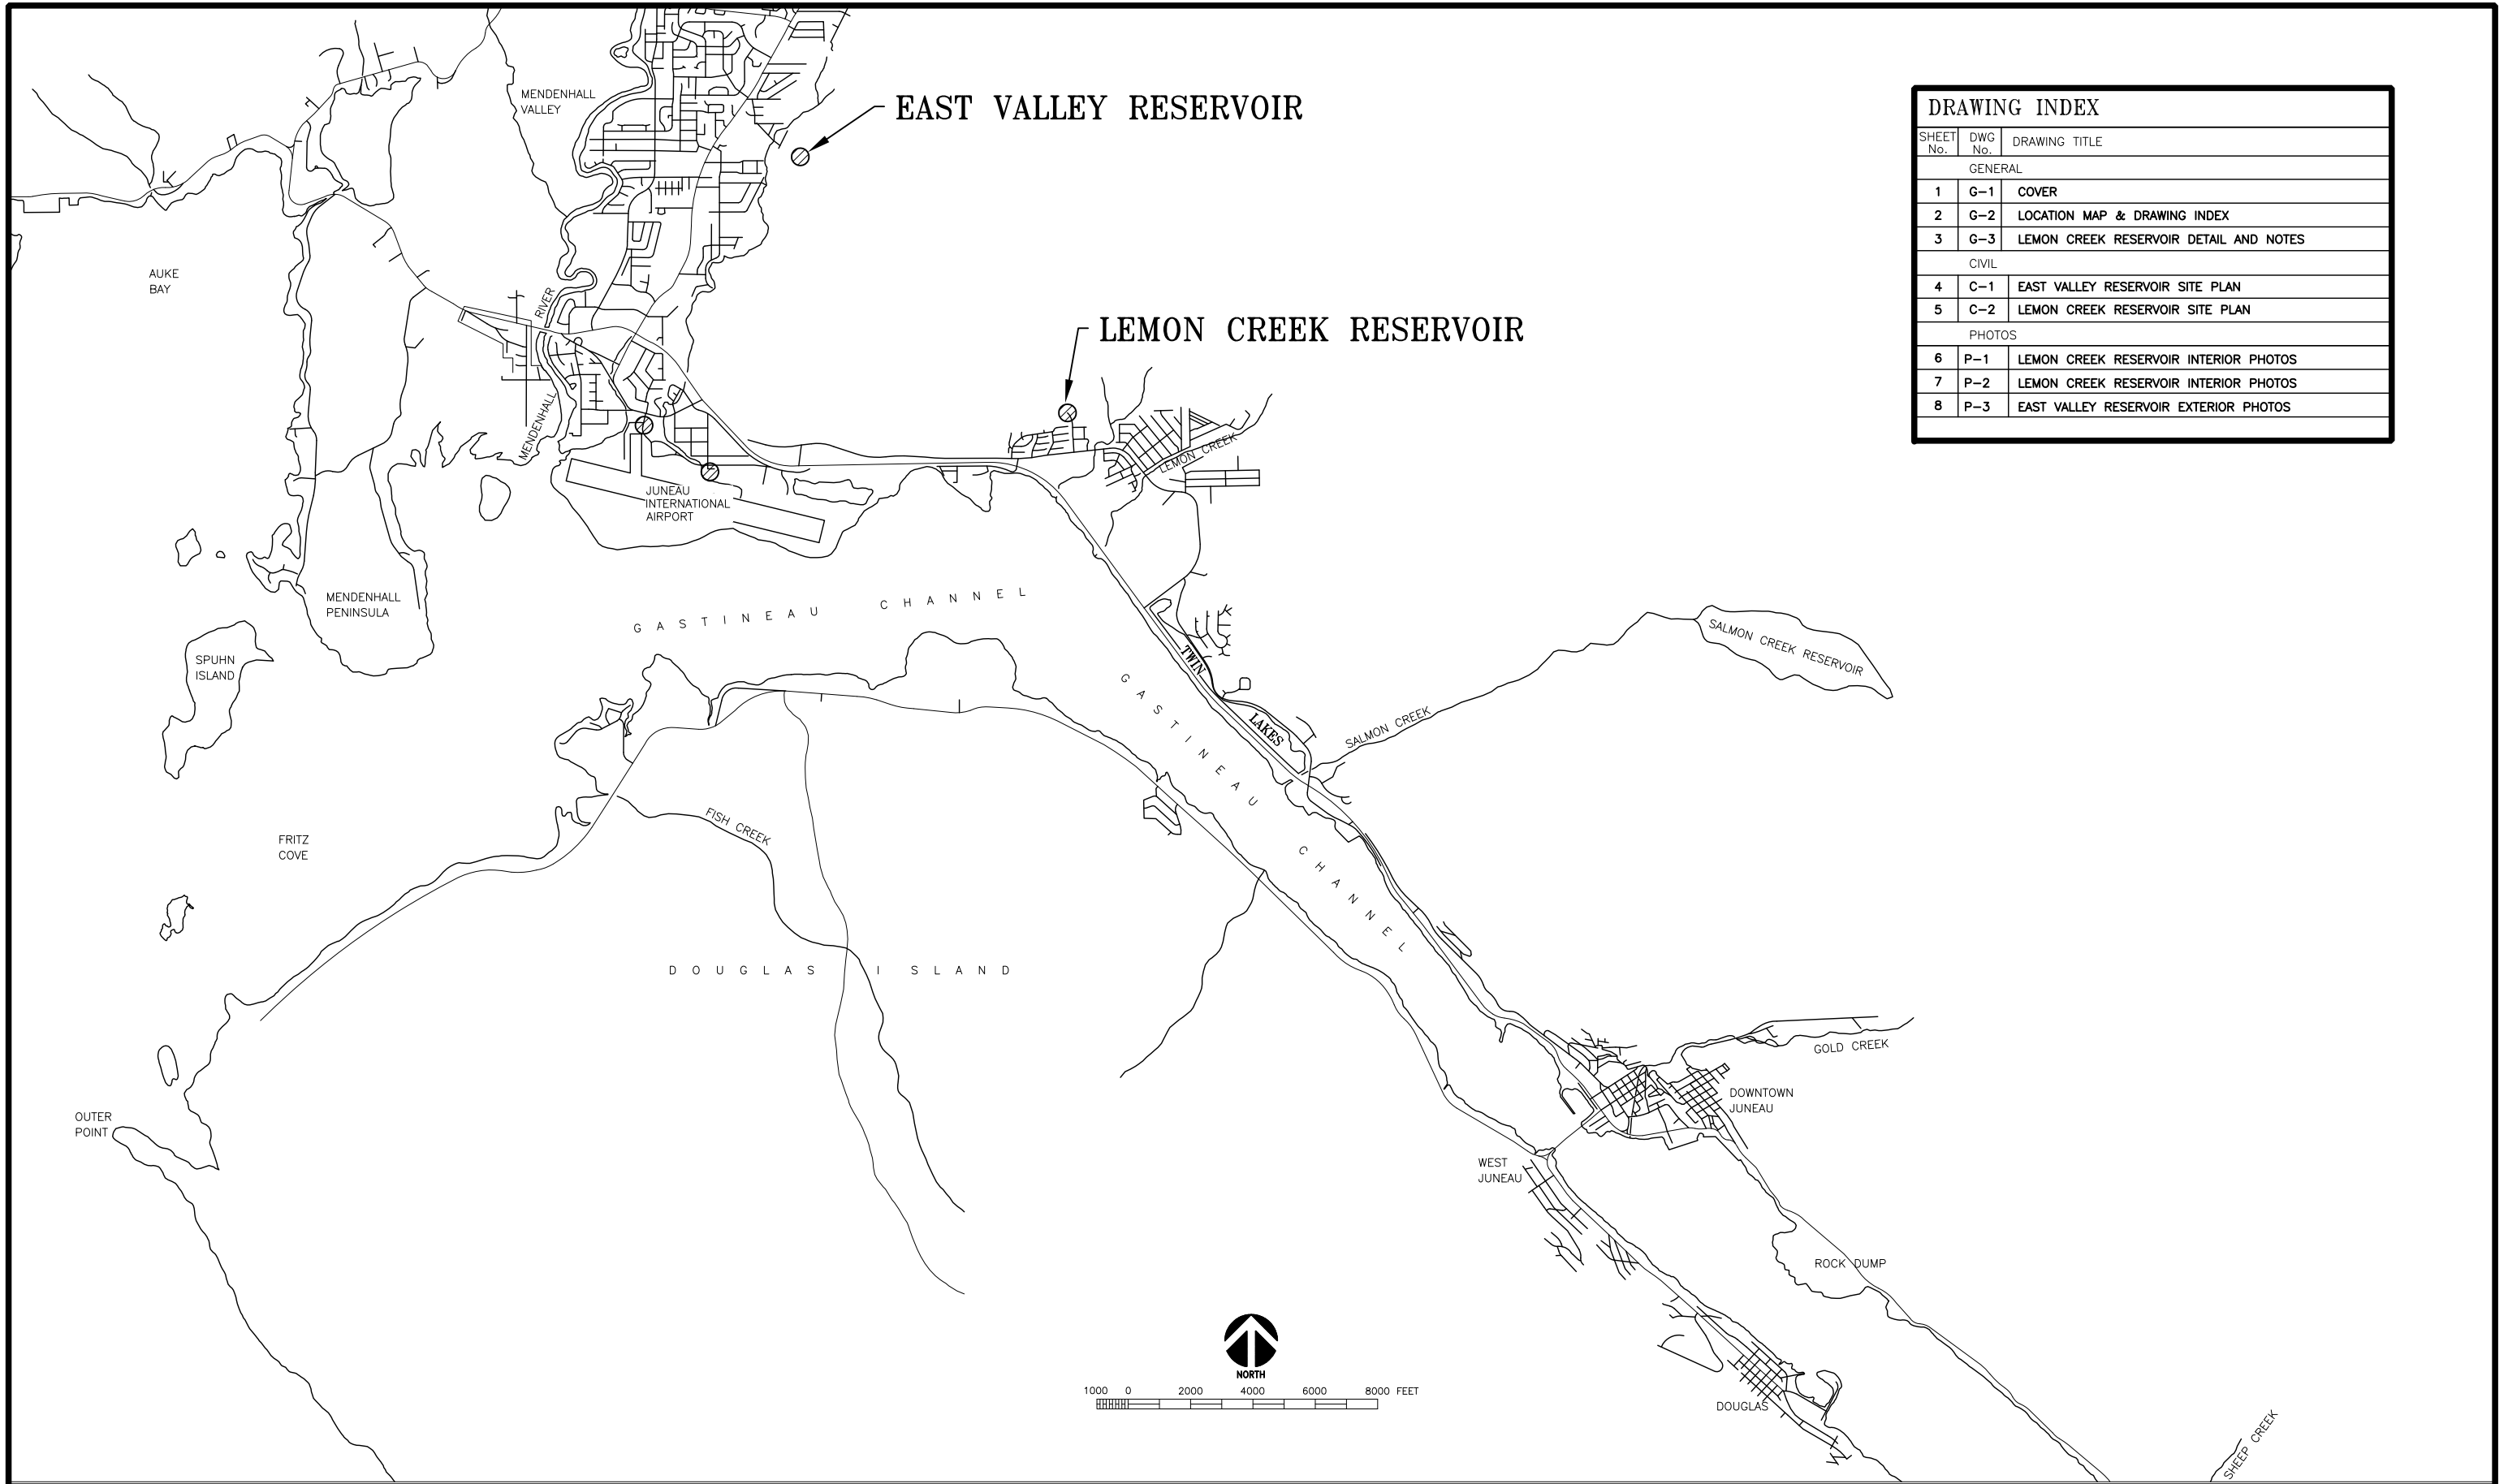 MENDENHALL
VALLEY
EAST VALLEY RESERVOIR
DRAWING INDEX
SHEET No. DWG No. DRAWING TITLE
GENERAL
1 G-1 COVER
2 G-2 LOCATION MAP & DRAWING INDEX
3 G-3 LEMON CREEK RESERVOIR DETAIL AND NOTES
CIVIL
4 C-1 EAST VALLEY RESERVOIR SITE PLAN
5 C-2 LEMON CREEK RESERVOIR SITE PLAN
PHOTOS
6 P-1 LEMON CREEK RESERVOIR INTERIOR PHOTOS
7 P-2 LEMON CREEK RESERVOIR INTERIOR PHOTOS
8 P-3 EAST VALLEY RESERVOIR EXTERIOR PHOTOS
AUKE
BAY
RIVER
MENDENHALL
LEMON CREEK RESERVOIR
LEMON CREEK
JUNEAU
INTERNATIONAL
AIRPORT
MENDENHALL
PENINSULA
GASTINEAU CHANNEL
SPUHN
ISLAND
TWIN
LAKES
SALMON CREEK RESERVOIR
SALMON CREEK
GASTINEAU CHANNEL
FRITZ
COVE
FISH CREEK
DOUGLAS ISLAND
GOLD CREEK
DOWNTOWN
JUNEAU
OUTER
POINT
WEST
JUNEAU
ROCK DUMP
NORTH
1000 0 2000 4000 6000 8000 FEET
DOUGLAS
SHEEP CREEK